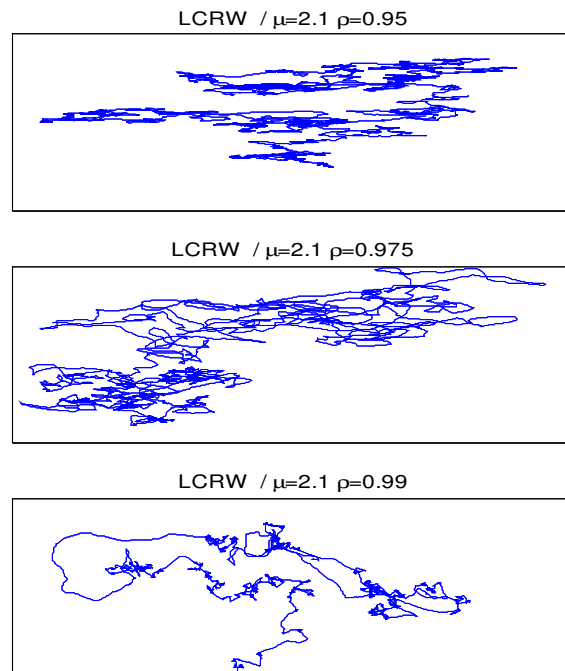 LCRW / μ=2.1 ρ=0.95
LCRW / μ=2.1 ρ=0.975
LCRW / μ=2.1 ρ=0.99